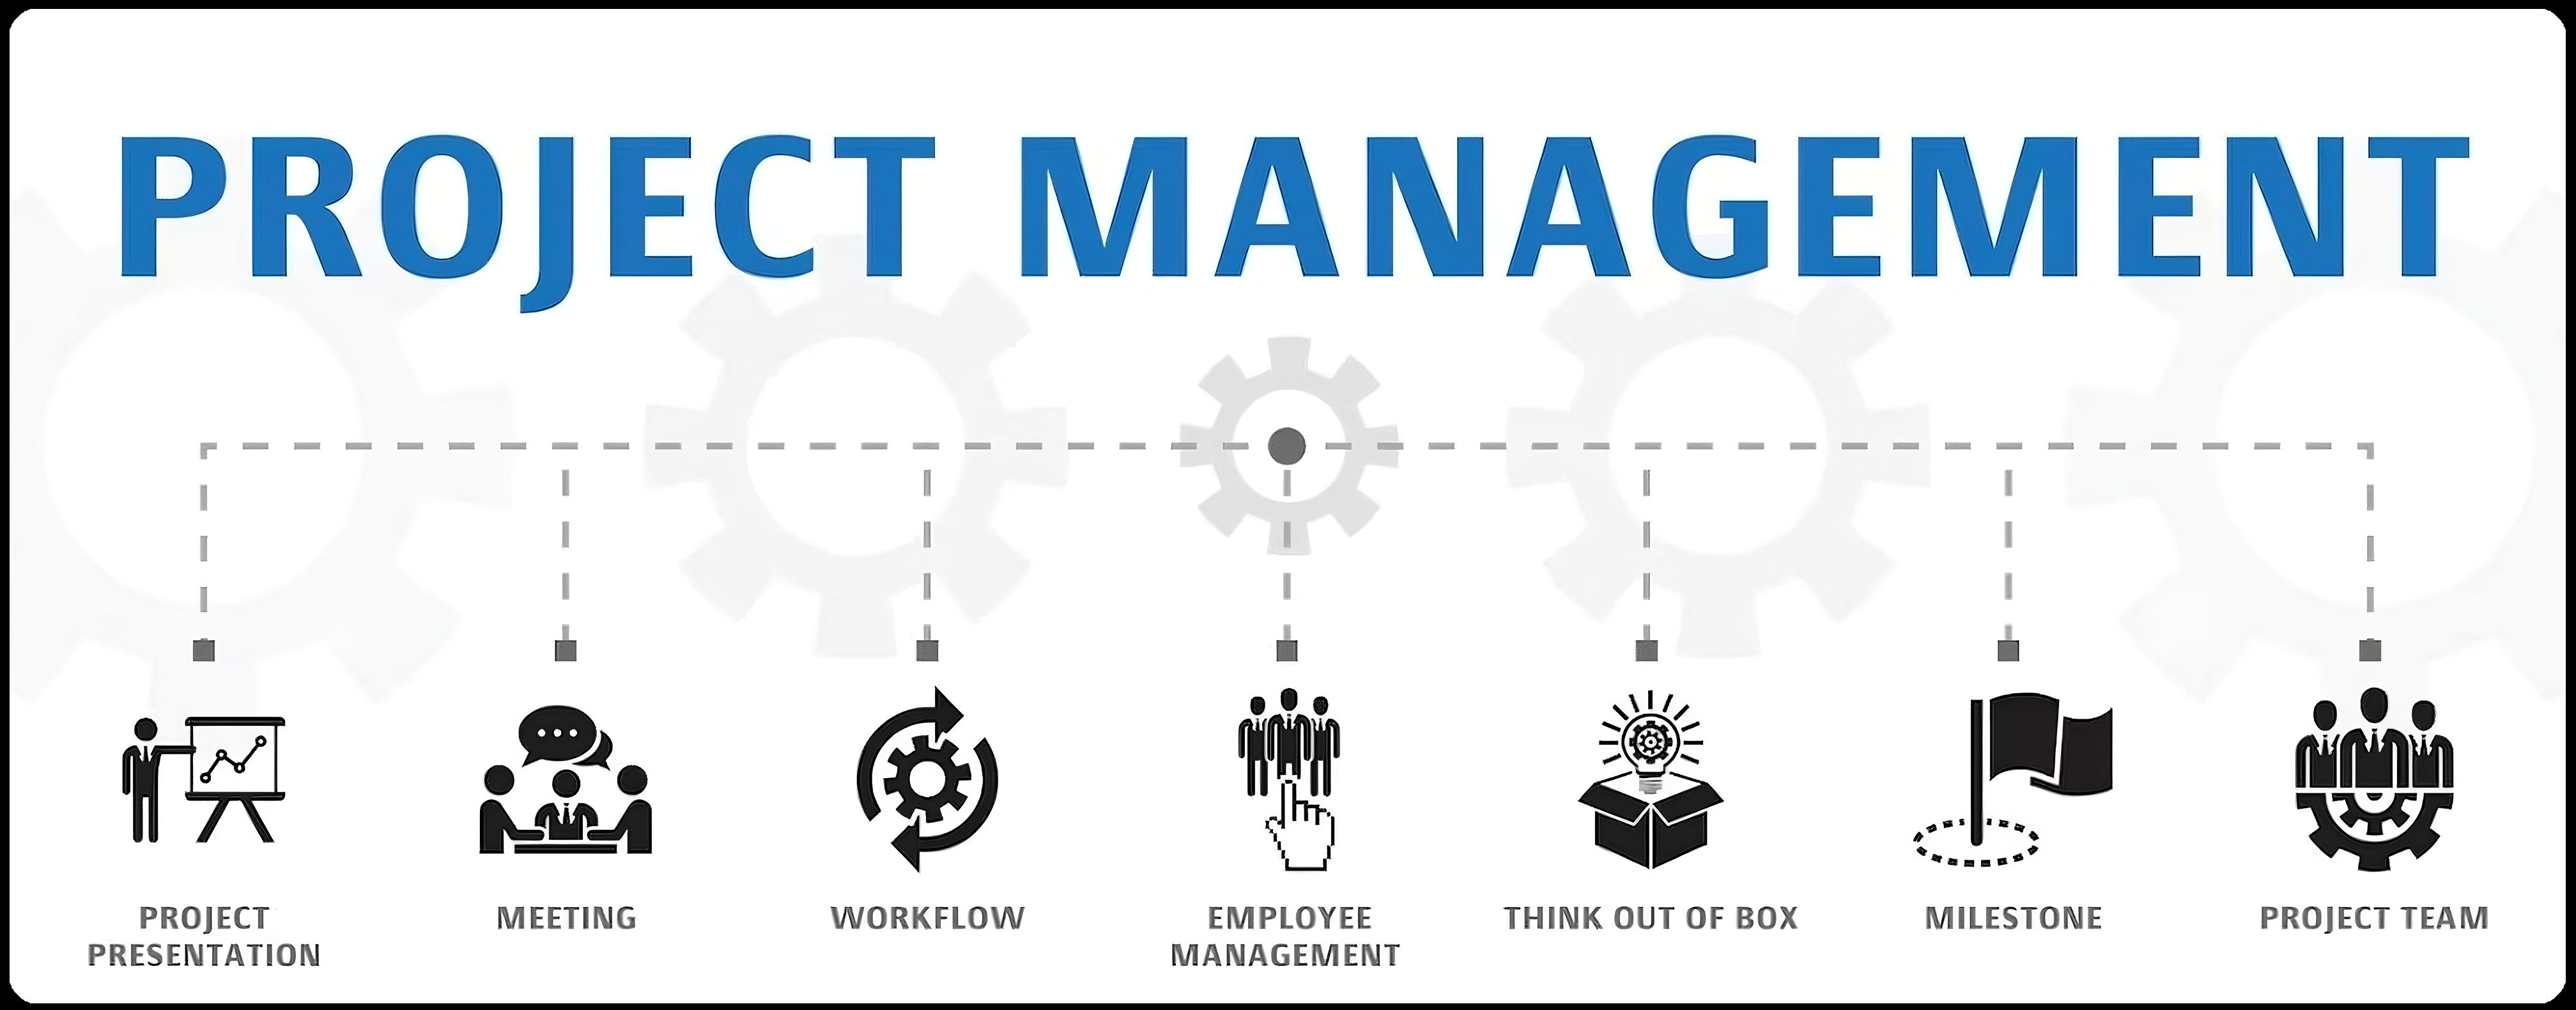 PROJECT MANAGEMENT
PROJECT
PRESENTATION
MEETING
WORKFLOW
EMPLOYEE
MANAGEMENT
THINK OUT OF BOX
MILESTONE
PROJECT TEAM